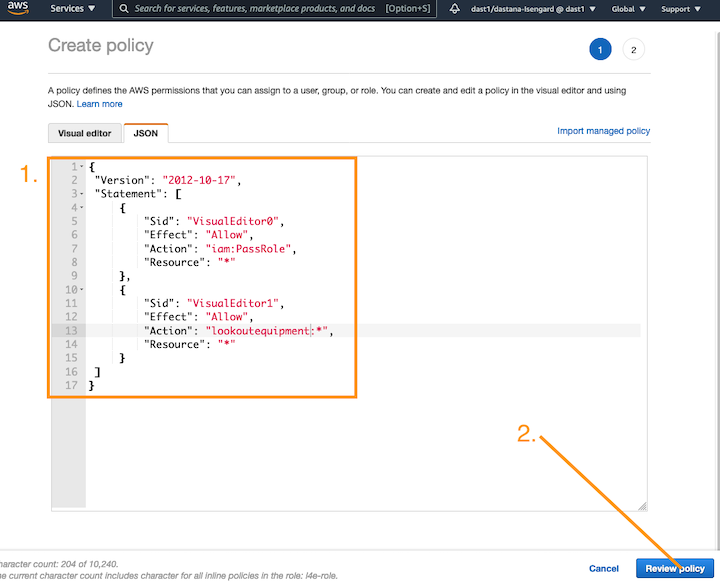 aws
Services ▼ Search for services, features, marketplace products, and docs [Option+S] dast1/dastana-Isengard @ dast1 ▼ Global ▼ Support ▼
Create policy
1 2
A policy defines the AWS permissions that you can assign to a user, group, or role. You can create and edit a policy in the visual editor and using
JSON. Learn more
Visual editor JSON Import managed policy
1.
1 {
2 "Version": "2012-10-17",
3 "Statement": [
4 {
5 "Sid": "VisualEditor0",
6 "Effect": "Allow",
7 "Action": "iam:PassRole",
8 "Resource": "*"
9 },
10 {
11 "Sid": "VisualEditor1",
12 "Effect": "Allow",
13 "Action": "lookoutequipment:*",
14 "Resource": "*"
15 }
16 ]
17 }
2.
haracter count: 204 of 10,240.
he current character count includes character for all inline policies in the role: l4e-role.
Cancel Review policy